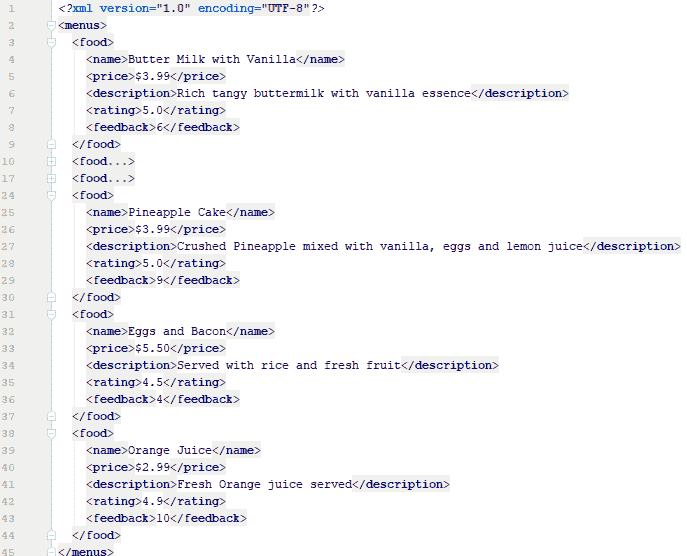 1 <?xml version="1.0" encoding="UTF-8"?>
2 <menus>
3 <food>
4 <name>Butter Milk with Vanilla</name>
5 <price>$3.99</price>
6 <description>Rich tangy buttermilk with vanilla essence</description>
7 <rating>5.0</rating>
8 <feedback>6</feedback>
9 </food>
10 <food...>
17 <food...>
24 <food>
25 <name>Pineapple Cake</name>
26 <price>$3.99</price>
27 <description>Crushed Pineapple mixed with vanilla, eggs and lemon juice</description>
28 <rating>5.0</rating>
29 <feedback>9</feedback>
30 </food>
31 <food>
32 <name>Eggs and Bacon</name>
33 <price>$5.50</price>
34 <description>Served with rice and fresh fruit</description>
35 <rating>4.5</rating>
36 <feedback>4</feedback>
37 </food>
38 <food>
39 <name>Orange Juice</name>
40 <price>$2.99</price>
41 <description>Fresh Orange juice served</description>
42 <rating>4.9</rating>
43 <feedback>10</feedback>
44 </food>
45 </menus>